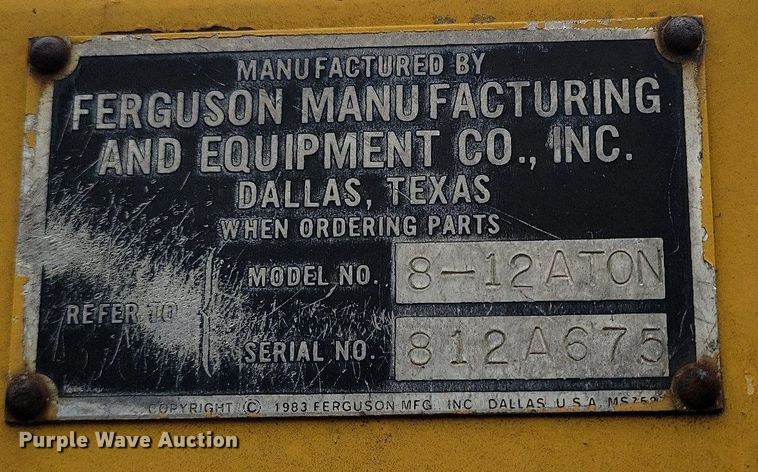 MANUFACTURED BY
FERGUSON MANUFACTURING
AND EQUIPMENT CO., INC.
DALLAS, TEXAS
WHEN ORDERING PARTS
REFER TO
MODEL NO. 8-12ATON
SERIAL NO. 812A675
COPYRIGHT © 1983 FERGUSON MFG. INC. DALLAS, U.S.A.
Purple Wave Auction